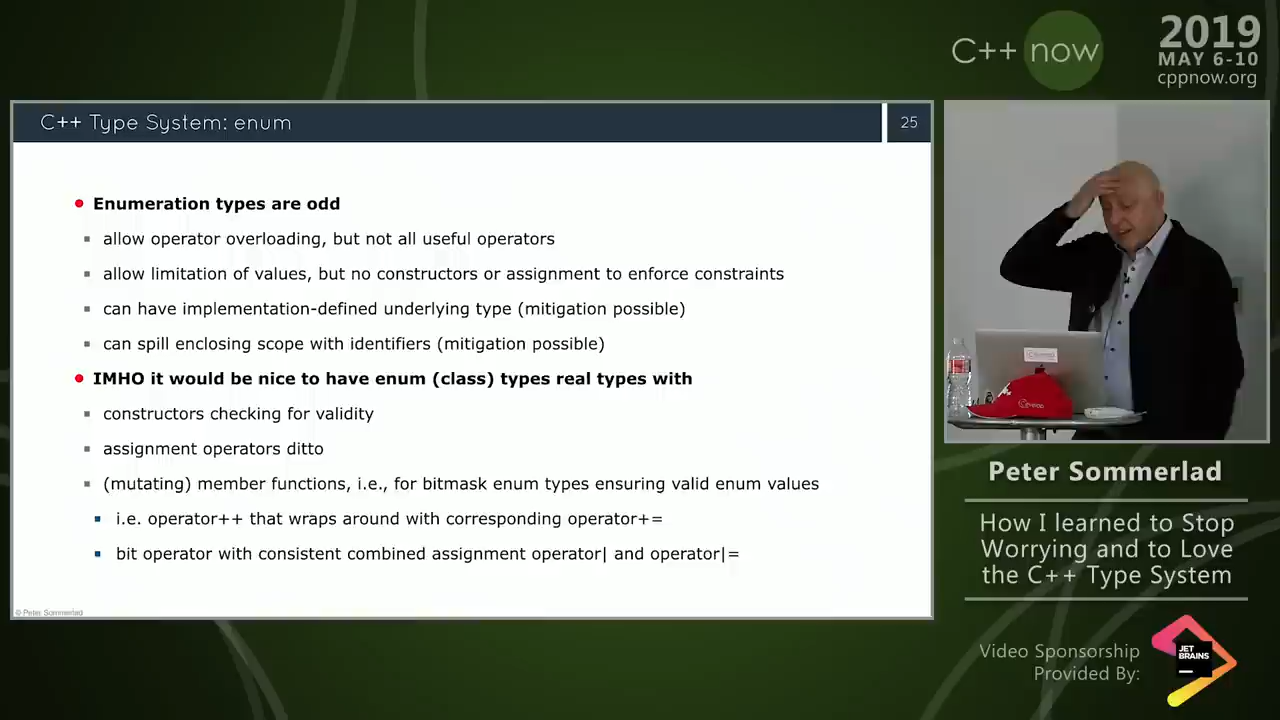 C++ now
2019
MAY 6-10
cppnow.org
C++ Type System: enum
25
Enumeration types are odd
allow operator overloading, but not all useful operators
allow limitation of values, but no constructors or assignment to enforce constraints
can have implementation-defined underlying type (mitigation possible)
can spill enclosing scope with identifiers (mitigation possible)
IMHO it would be nice to have enum (class) types real types with
constructors checking for validity
assignment operators ditto
(mutating) member functions, i.e., for bitmask enum types ensuring valid enum values
i.e. operator++ that wraps around with corresponding operator+=
bit operator with consistent combined assignment operator| and operator|=
© Peter Sommerlad
Peter Sommerlad
How I learned to Stop
Worrying and to Love
the C++ Type System
Video Sponsorship
Provided By:
JET
BRAINS